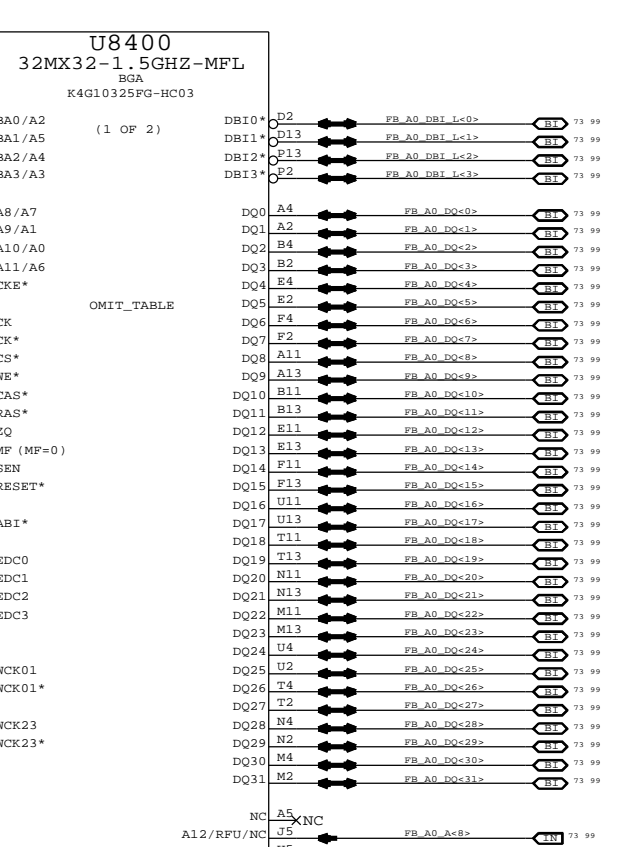 U8400
32MX32-1.5GHZ-MFL
BGA
K4G10325FG-HC03
(1 OF 2)
BA0/A2 DBI0* D2 FB_A0_DBI_L<0> BI 73 99
BA1/A5 DBI1* D13 FB_A0_DBI_L<1> BI 73 99
BA2/A4 DBI2* P13 FB_A0_DBI_L<2> BI 73 99
BA3/A3 DBI3* P2 FB_A0_DBI_L<3> BI 73 99
A8/A7 DQ0 A4 FB_A0_DQ<0> BI 73 99
A9/A1 DQ1 A2 FB_A0_DQ<1> BI 73 99
A10/A0 DQ2 B4 FB_A0_DQ<2> BI 73 99
A11/A6 DQ3 B2 FB_A0_DQ<3> BI 73 99
CKE* DQ4 E4 FB_A0_DQ<4> BI 73 99
OMIT_TABLE DQ5 E2 FB_A0_DQ<5> BI 73 99
CK DQ6 F4 FB_A0_DQ<6> BI 73 99
CK* DQ7 F2 FB_A0_DQ<7> BI 73 99
CS* DQ8 A11 FB_A0_DQ<8> BI 73 99
WE* DQ9 A13 FB_A0_DQ<9> BI 73 99
CAS* DQ10 B11 FB_A0_DQ<10> BI 73 99
RAS* DQ11 B13 FB_A0_DQ<11> BI 73 99
ZQ DQ12 E11 FB_A0_DQ<12> BI 73 99
MF (MF=0) DQ13 E13 FB_A0_DQ<13> BI 73 99
SEN DQ14 F11 FB_A0_DQ<14> BI 73 99
RESET* DQ15 F13 FB_A0_DQ<15> BI 73 99
DQ16 U11 FB_A0_DQ<16> BI 73 99
ABI* DQ17 U13 FB_A0_DQ<17> BI 73 99
DQ18 T11 FB_A0_DQ<18> BI 73 99
EDC0 DQ19 T13 FB_A0_DQ<19> BI 73 99
EDC1 DQ20 N11 FB_A0_DQ<20> BI 73 99
EDC2 DQ21 N13 FB_A0_DQ<21> BI 73 99
EDC3 DQ22 M11 FB_A0_DQ<22> BI 73 99
DQ23 M13 FB_A0_DQ<23> BI 73 99
DQ24 U4 FB_A0_DQ<24> BI 73 99
WCK01 DQ25 U2 FB_A0_DQ<25> BI 73 99
WCK01* DQ26 T4 FB_A0_DQ<26> BI 73 99
DQ27 T2 FB_A0_DQ<27> BI 73 99
WCK23 DQ28 N4 FB_A0_DQ<28> BI 73 99
WCK23* DQ29 N2 FB_A0_DQ<29> BI 73 99
DQ30 M4 FB_A0_DQ<30> BI 73 99
DQ31 M2 FB_A0_DQ<31> BI 73 99
NC A5 NC
A12/RFU/NC J5 FB_A0_A<8> IN 73 99